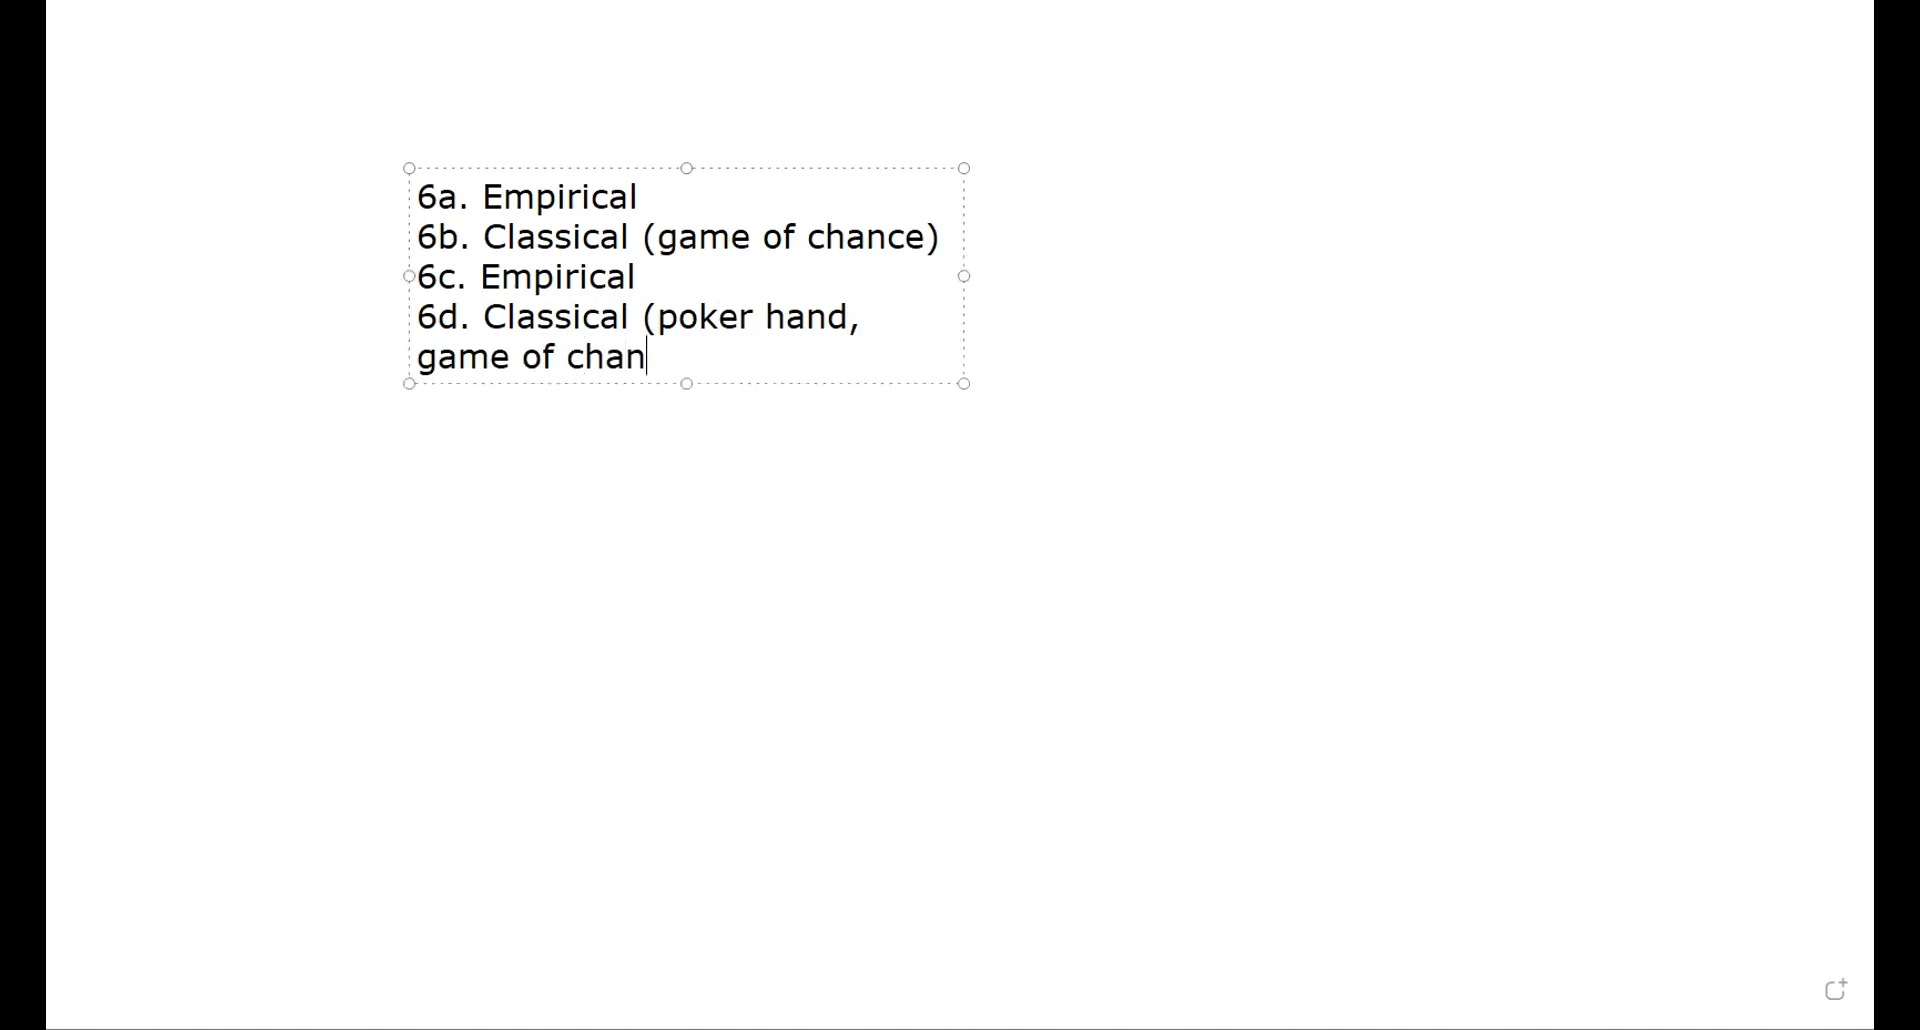 6a. Empirical
6b. Classical (game of chance)
6c. Empirical
6d. Classical (poker hand,
game of chan